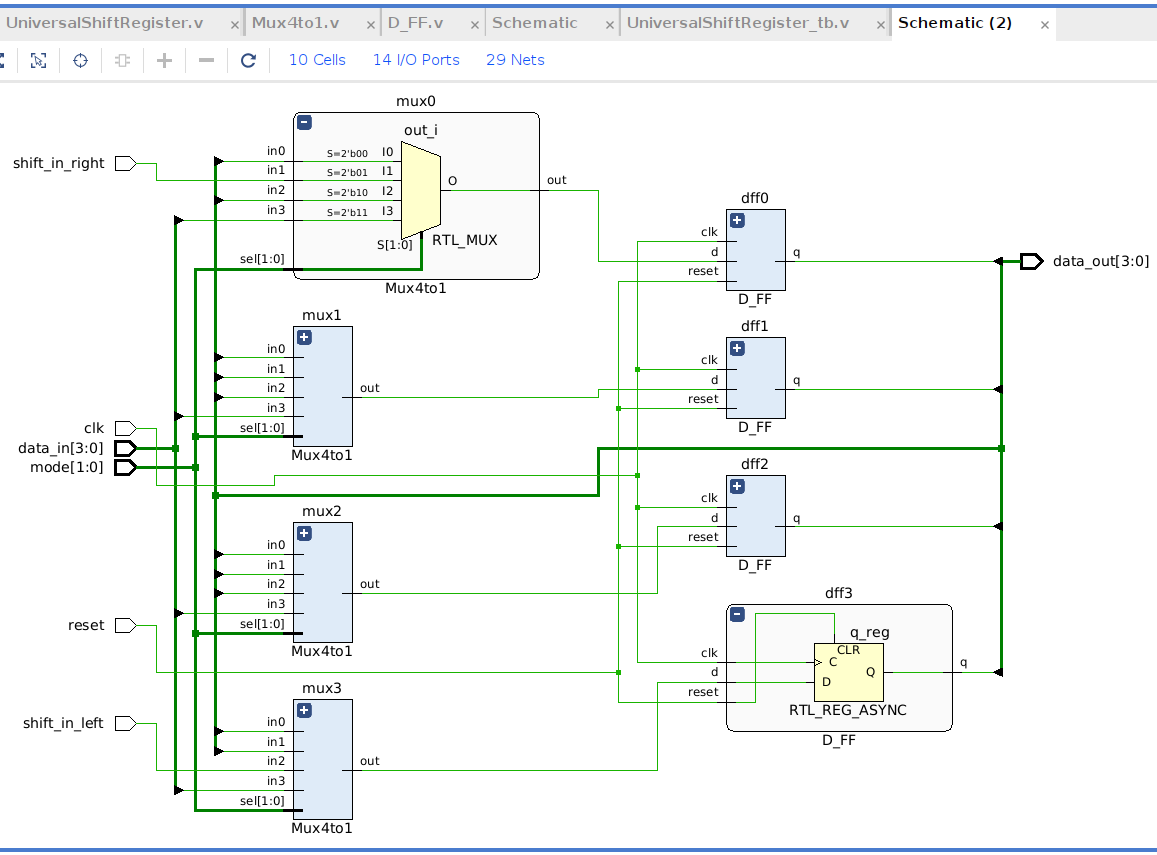 UniversalShiftRegister.v × Mux4to1.v × D_FF.v × Schematic × UniversalShiftRegister_tb.v × Schematic (2) ×
10 Cells 14 I/O Ports 29 Nets
mux0
out_i
in0 S=2'b00 I0
shift_in_right in1 S=2'b01 I1
in2 S=2'b10 I2 O out
in3 S=2'b11 I3
S[1:0] RTL_MUX
sel[1:0]
Mux4to1
dff0
clk
d q
reset
D_FF
data_out[3:0]
mux1
in0
in1
in2 out
in3
sel[1:0]
Mux4to1
dff1
clk
d q
reset
D_FF
clk
data_in[3:0]
mode[1:0]
dff2
clk
d q
reset
D_FF
mux2
in0
in1
in2 out
in3
sel[1:0]
Mux4to1
reset
dff3
q_reg
CLR
clk C
d D Q q
reset
RTL_REG_ASYNC
D_FF
mux3
shift_in_left in0
in1
in2 out
in3
sel[1:0]
Mux4to1